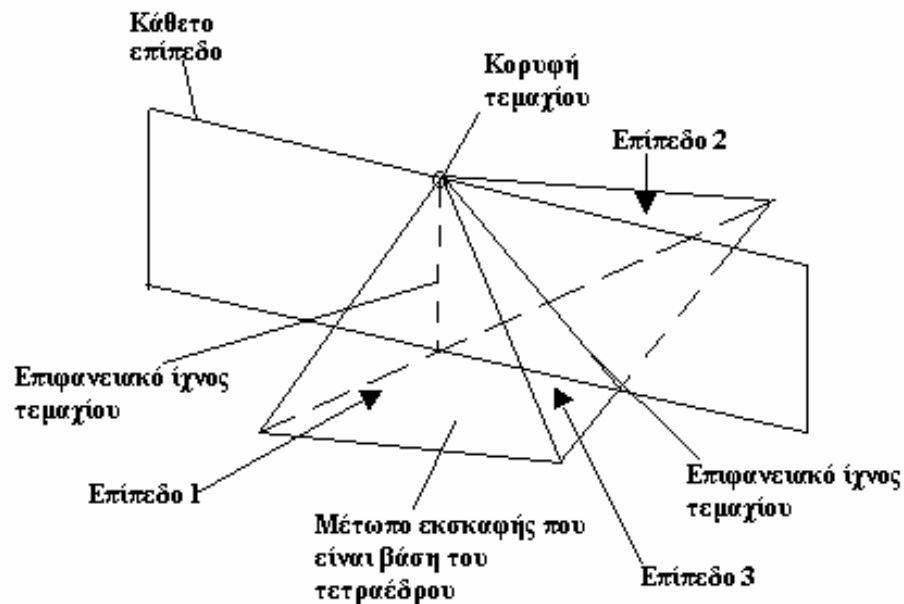 Κάθετο
επίπεδο
Κορυφή
τεμαχίου
Επίπεδο 2
Επιφανειακό ίχνος
τεμαχίου
Επίπεδο 1
Μέτωπο εκσκαφής που
είναι βάση του
τετραέδρου
Επιφανειακό ίχνος
τεμαχίου
Επίπεδο 3